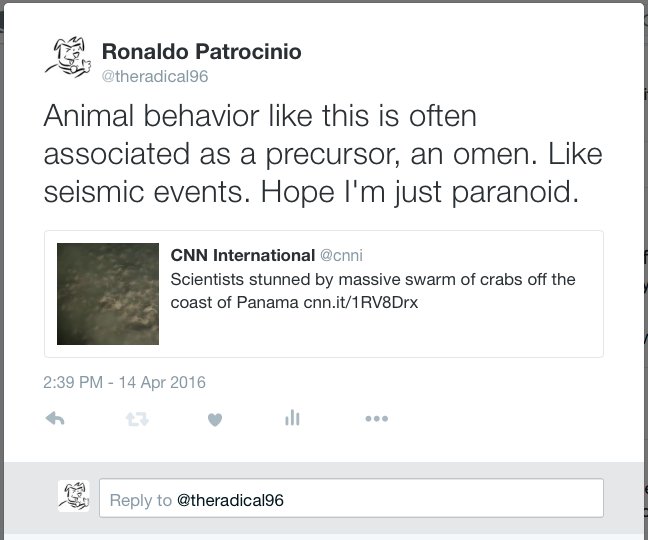 Ronaldo Patrocinio
@theradical96
Animal behavior like this is often
associated as a precursor, an omen. Like
seismic events. Hope I'm just paranoid.
CNN International @cnni
Scientists stunned by massive swarm of crabs off the
coast of Panama cnn.it/1RV8Drx
2:39 PM - 14 Apr 2016
Reply to @theradical96